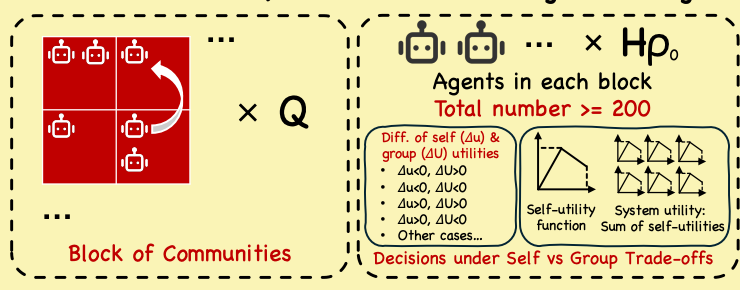 ...
× Q
...
Block of Communities
... × Hρ₀
Agents in each block
Total number >= 200
Diff. of self (Δu) &
group (ΔU) utilities
• Δu<0, ΔU>0
• Δu<0, ΔU<0
• Δu>0, ΔU>0
• Δu>0, ΔU<0
• Other cases...
Self-utility
function
System utility:
Sum of self-utilities
Decisions under Self vs Group Trade-offs